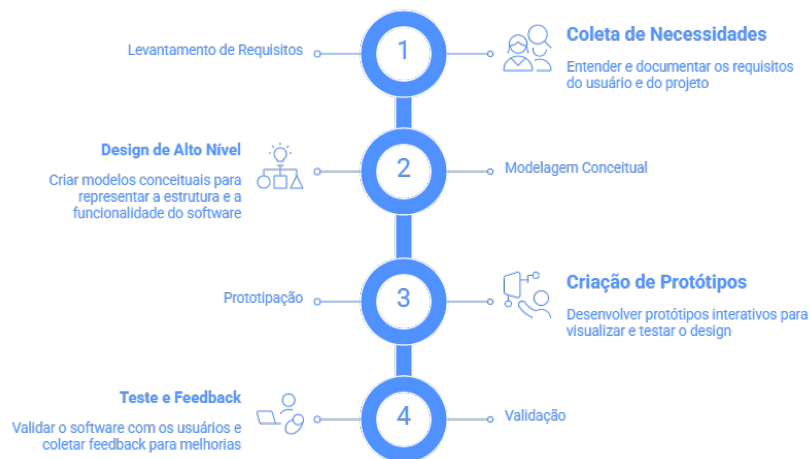 Levantamento de Requisitos
1
Coleta de Necessidades
Entender e documentar os requisitos
do usuário e do projeto
Design de Alto Nível
Criar modelos conceituais para
representar a estrutura e a
funcionalidade do software
2
Modelagem Conceitual
Prototipação
3
Criação de Protótipos
Desenvolver protótipos interativos para
visualizar e testar o design
Teste e Feedback
Validar o software com os usuários e
coletar feedback para melhorias
4
Validação